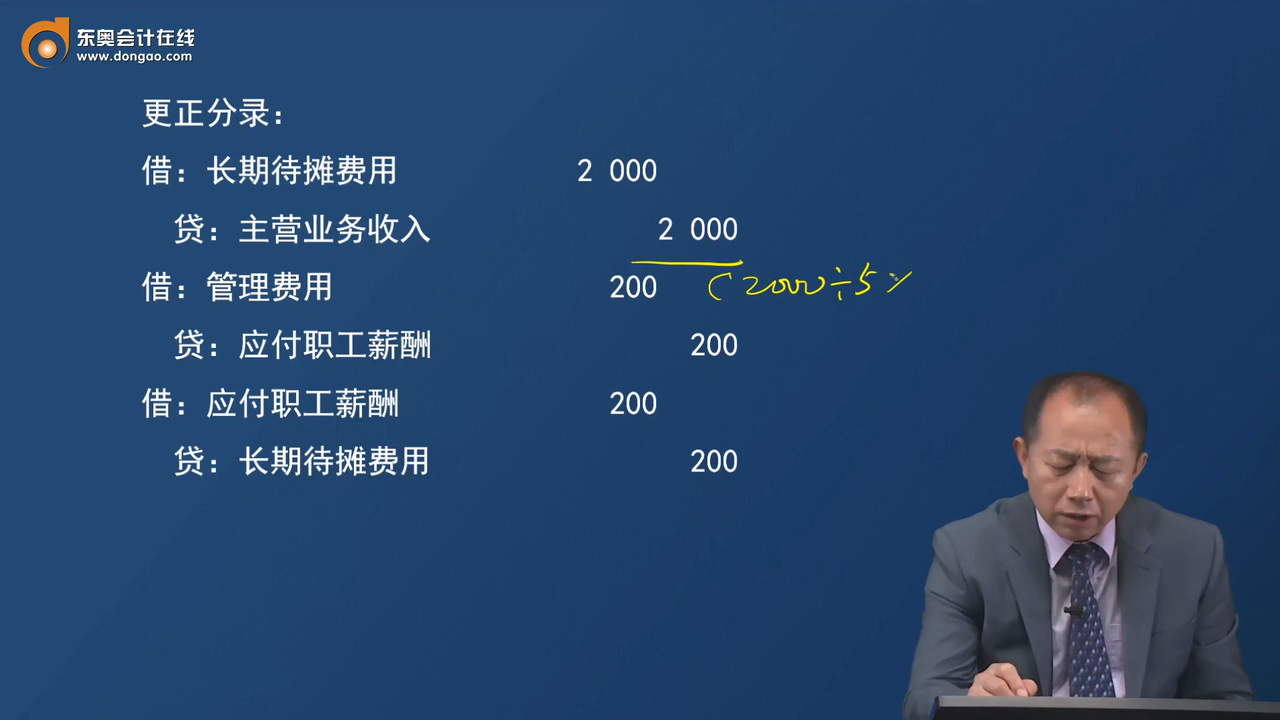 东奥会计在线
www.dongao.com
更正分录：
借：长期待摊费用 2 000
贷：主营业务收入 2 000
借：管理费用 200 (2000÷5
贷：应付职工薪酬 200
借：应付职工薪酬 200
贷：长期待摊费用 200